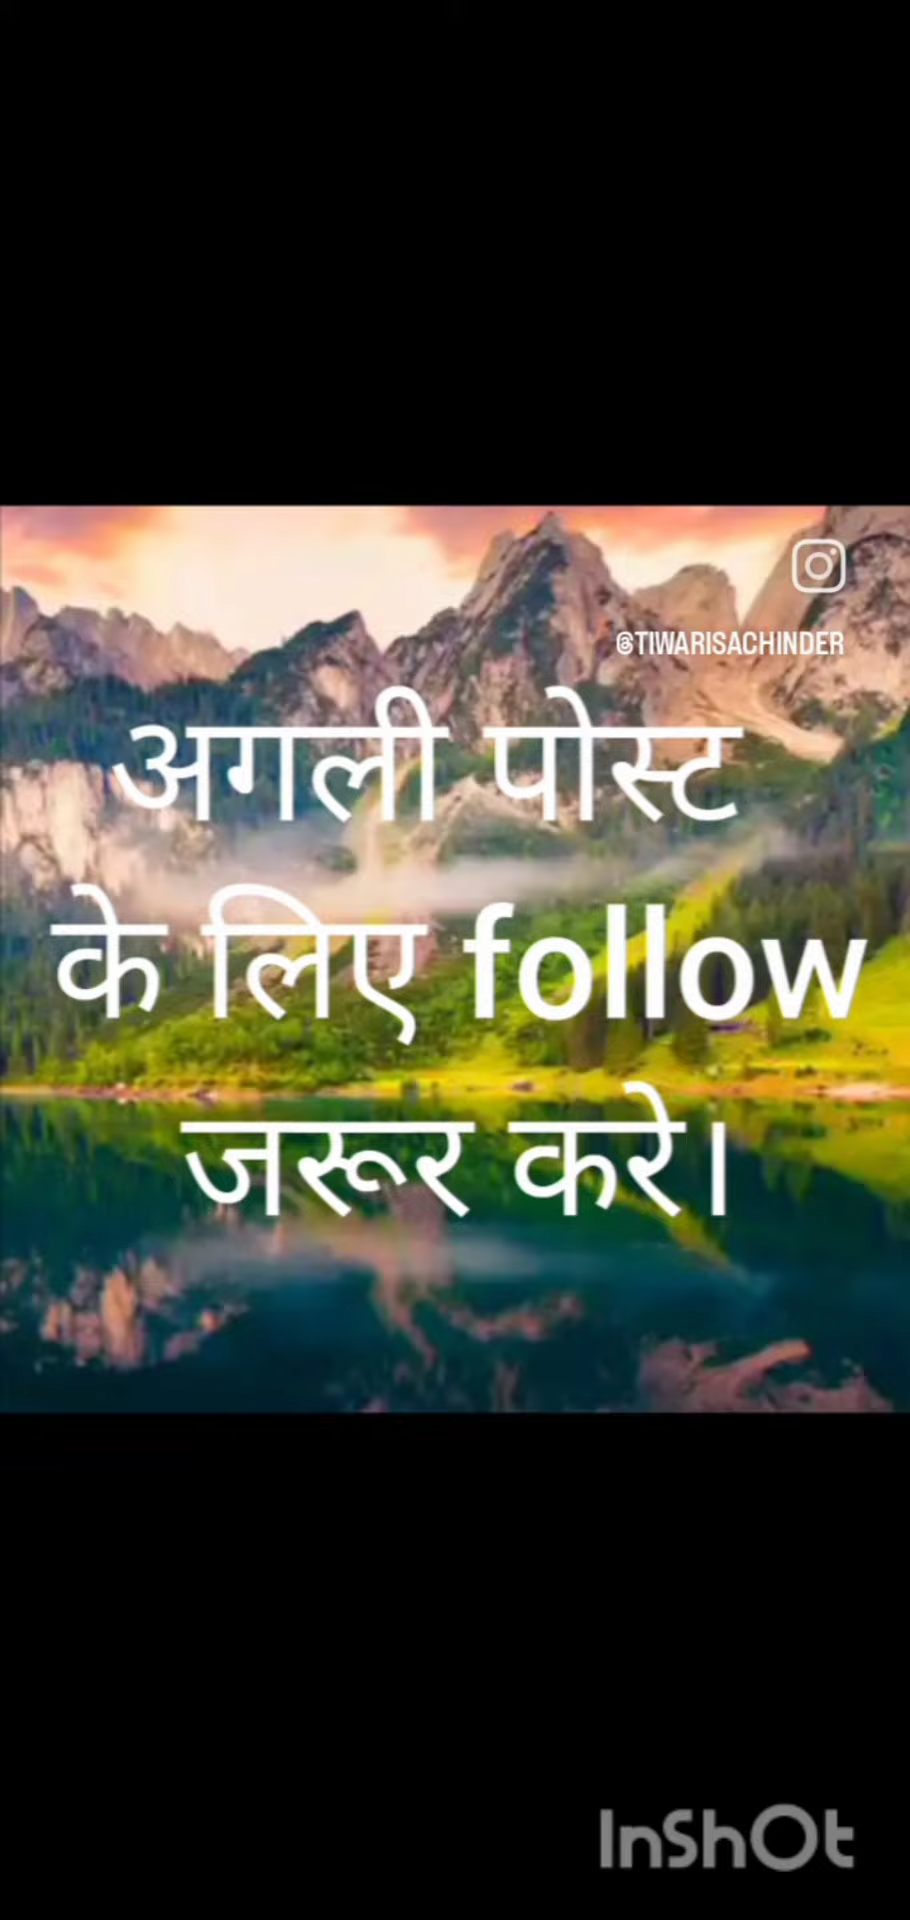 @TIWARISACHINDER
अगली पोस्ट
के लिए follow
जरूर करे।
InShOt